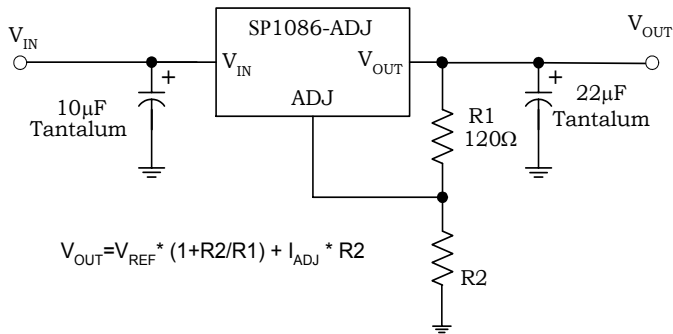 V_IN
SP1086-ADJ
V_IN
V_OUT
V_OUT
ADJ
+
10μF
Tantalum
R1
120Ω
+
22μF
Tantalum
V_OUT=V_REF* (1+R2/R1) + I_ADJ * R2
R2